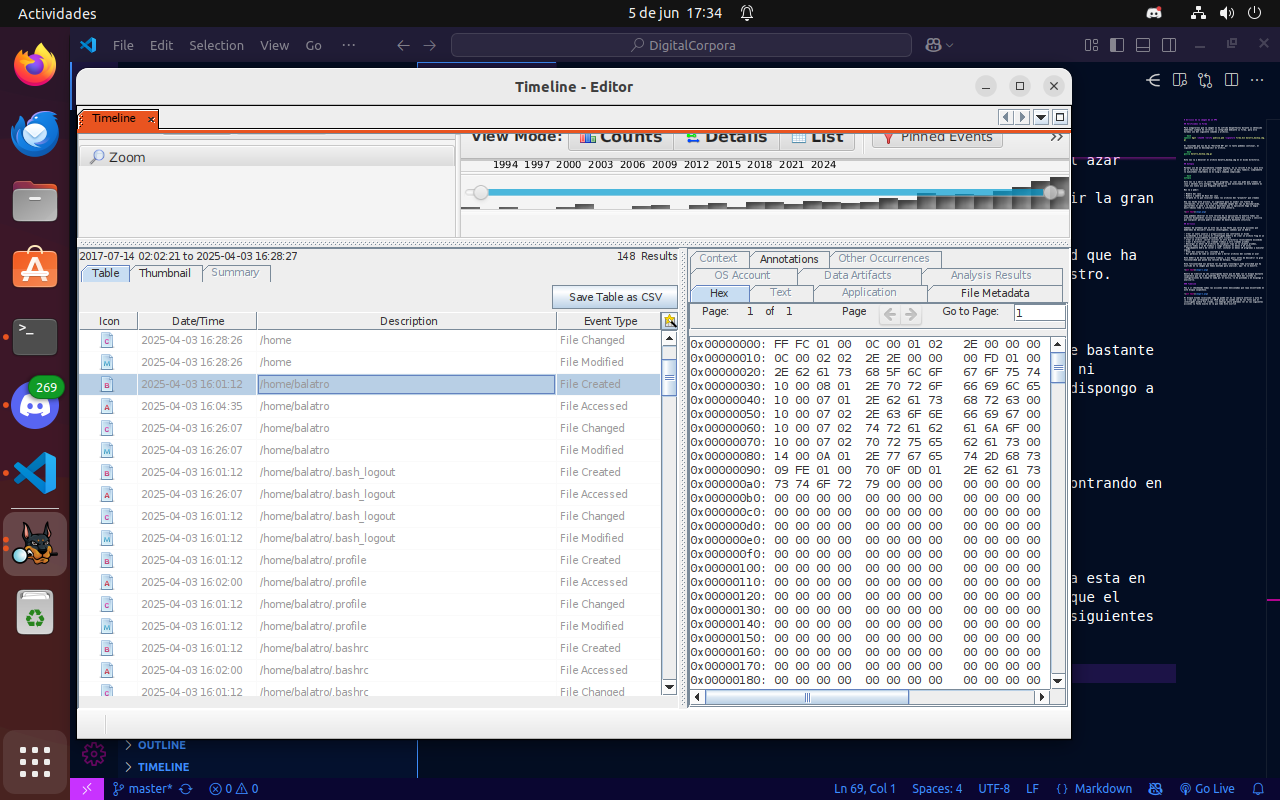 Actividades
5 de jun 17:34
File Edit Selection View Go ···
DigitalCorpora
Timeline - Editor
Timeline
Zoom
View Mode: Counts Details List Pinned Events
1994 1997 2000 2003 2006 2009 2012 2015 2018 2021 2024
2017-07-14 02:02:21 to 2025-04-03 16:28:27 148 Results
Table Thumbnail Summary
Save Table as CSV
Icon Date/Time Description Event Type
C 2025-04-03 16:28:26 /home File Changed
M 2025-04-03 16:28:26 /home File Modified
B 2025-04-03 16:01:12 /home/balatro File Created
A 2025-04-03 16:04:35 /home/balatro File Accessed
C 2025-04-03 16:26:07 /home/balatro File Changed
M 2025-04-03 16:26:07 /home/balatro File Modified
B 2025-04-03 16:01:12 /home/balatro/.bash_logout File Created
A 2025-04-03 16:26:07 /home/balatro/.bash_logout File Accessed
C 2025-04-03 16:01:12 /home/balatro/.bash_logout File Changed
M 2025-04-03 16:01:12 /home/balatro/.bash_logout File Modified
B 2025-04-03 16:01:12 /home/balatro/.profile File Created
A 2025-04-03 16:02:00 /home/balatro/.profile File Accessed
C 2025-04-03 16:01:12 /home/balatro/.profile File Changed
M 2025-04-03 16:01:12 /home/balatro/.profile File Modified
B 2025-04-03 16:01:12 /home/balatro/.bashrc File Created
A 2025-04-03 16:02:00 /home/balatro/.bashrc File Accessed
C 2025-04-03 16:01:12 /home/balatro/.bashrc File Changed
Context Annotations Other Occurrences
OS Account Data Artifacts Analysis Results
Hex Text Application File Metadata
Page: 1 of 1 Page Go to Page: 1
0x00000000: FF FC 01 00 0C 00 01 02 2E 00 00 00
0x00000010: 0C 00 02 02 2E 2E 00 00 00 FD 01 00
0x00000020: 2E 62 61 73 68 5F 6C 6F 67 6F 75 74
0x00000030: 10 00 08 01 2E 70 72 6F 66 69 6C 65
0x00000040: 10 00 07 01 2E 62 61 73 68 72 63 00
0x00000050: 10 00 07 02 2E 63 6F 6E 66 69 67 00
0x00000060: 10 00 07 02 74 72 61 62 61 6A 6F 00
0x00000070: 10 00 07 02 70 72 75 65 62 61 73 00
0x00000080: 14 00 0A 01 2E 77 67 65 74 2D 68 73
0x00000090: 09 FE 01 00 70 0F 0D 01 2E 62 61 73
0x000000a0: 73 74 6F 72 79 00 00 00 00 00 00 00
0x000000b0: 00 00 00 00 00 00 00 00 00 00 00 00
0x000000c0: 00 00 00 00 00 00 00 00 00 00 00 00
0x000000d0: 00 00 00 00 00 00 00 00 00 00 00 00
0x000000e0: 00 00 00 00 00 00 00 00 00 00 00 00
0x000000f0: 00 00 00 00 00 00 00 00 00 00 00 00
0x00000100: 00 00 00 00 00 00 00 00 00 00 00 00
0x00000110: 00 00 00 00 00 00 00 00 00 00 00 00
0x00000120: 00 00 00 00 00 00 00 00 00 00 00 00
0x00000130: 00 00 00 00 00 00 00 00 00 00 00 00
0x00000140: 00 00 00 00 00 00 00 00 00 00 00 00
0x00000150: 00 00 00 00 00 00 00 00 00 00 00 00
0x00000160: 00 00 00 00 00 00 00 00 00 00 00 00
0x00000170: 00 00 00 00 00 00 00 00 00 00 00 00
0x00000180: 00 00 00 00 00 00 00 00 00 00 00 00
l azar
ir la gran
d que ha
stro.
e bastante
ni
dispongo a
ontrando en
a esta en
que el
siguientes
269
OUTLINE
TIMELINE
master* 0 0
Ln 69, Col 1 Spaces: 4 UTF-8 LF {} Markdown Go Live